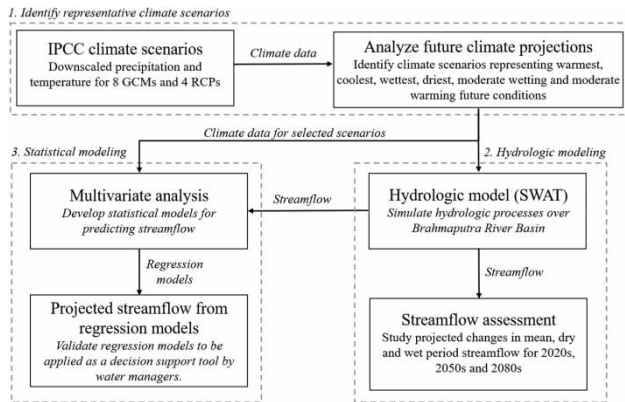 1. Identify representative climate scenarios
IPCC climate scenarios
Downscaled precipitation and
temperature for 8 GCMs and 4 RCPs
Climate data
Analyze future climate projections
Identify climate scenarios representing warmest,
coolest, wettest, driest, moderate wetting and moderate
warming future conditions
Climate data for selected scenarios
3. Statistical modeling
2. Hydrologic modeling
Multivariate analysis
Develop statistical models for
predicting streamflow
Streamflow
Hydrologic model (SWAT)
Simulate hydrologic processes over
Brahmaputra River Basin
Regression
models
Streamflow
Projected streamflow from
regression models
Validate regression models to be
applied as a decision support tool by
water managers.
Streamflow assessment
Study projected changes in mean, dry
and wet period streamflow for 2020s,
2050s and 2080s